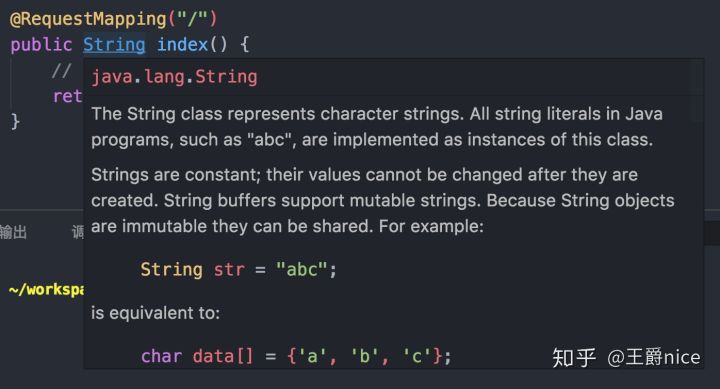 @RequestMapping("/")
public String index() {
//
ret
}
java.lang.String
The String class represents character strings. All string literals in Java
programs, such as "abc", are implemented as instances of this class.
Strings are constant; their values cannot be changed after they are
created. String buffers support mutable strings. Because String objects
are immutable they can be shared. For example:
String str = "abc";
is equivalent to:
char data[] = {'a', 'b', 'c'};
输出 调
~/workspa
知乎 @王爵nice